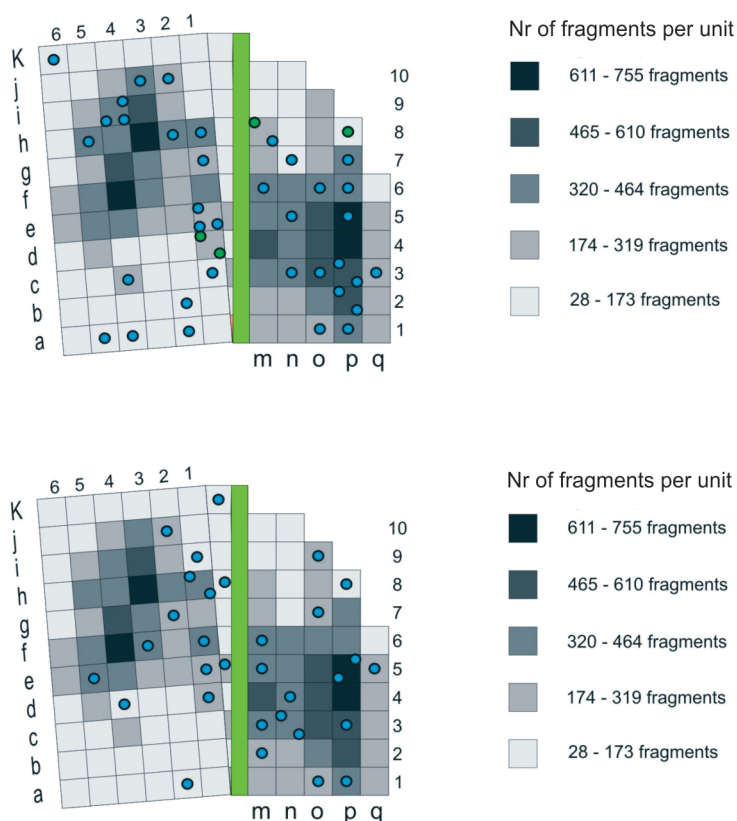 6 5 4 3 2 1
K
j
i
h
g
f
e
d
c
b
a
10
9
8
7
6
5
4
3
2
1
m n o p q
Nr of fragments per unit
611 - 755 fragments
465 - 610 fragments
320 - 464 fragments
174 - 319 fragments
28 - 173 fragments
6 5 4 3 2 1
K
j
i
h
g
f
e
d
c
b
a
10
9
8
7
6
5
4
3
2
1
m n o p q
Nr of fragments per unit
611 - 755 fragments
465 - 610 fragments
320 - 464 fragments
174 - 319 fragments
28 - 173 fragments